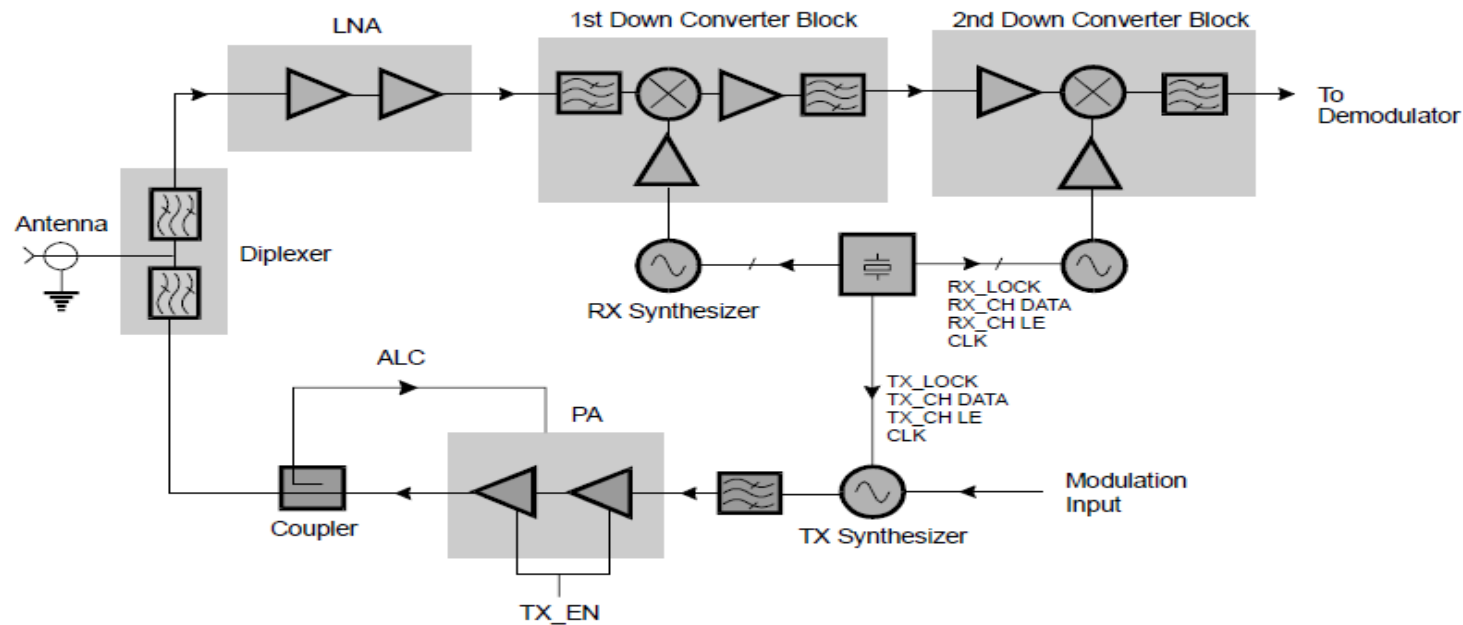 LNA
1st Down Converter Block
2nd Down Converter Block
To
Demodulator
Antenna
Diplexer
RX Synthesizer
RX_LOCK
RX_CH DATA
RX_CH LE
CLK
ALC
TX_LOCK
TX_CH DATA
TX_CH LE
CLK
PA
Modulation
Input
Coupler
TX Synthesizer
TX_EN